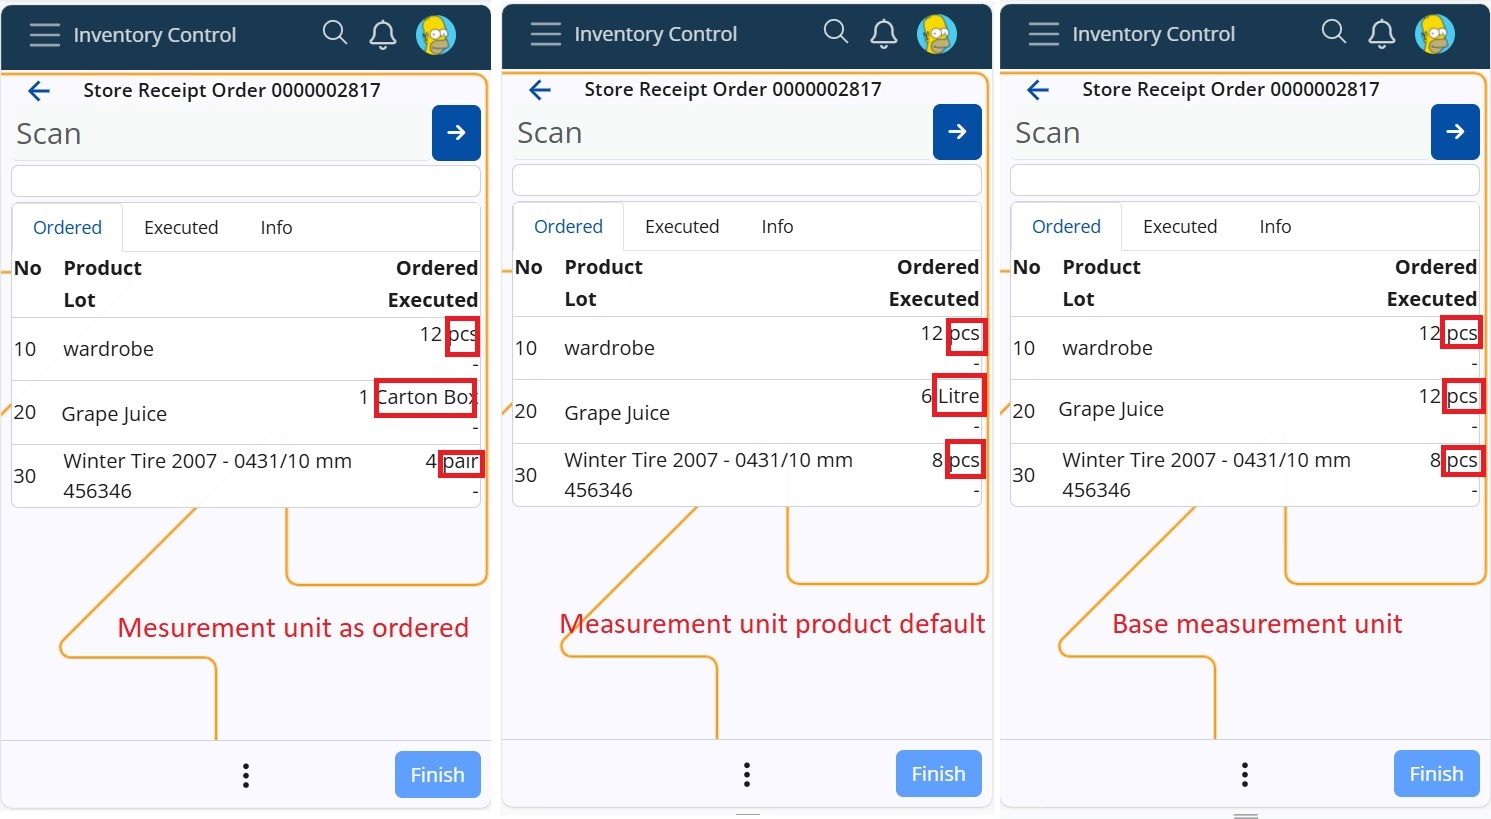 Inventory Control
Store Receipt Order 0000002817
Scan
Ordered Executed Info
No Product Ordered
Lot Executed
12 pcs
10 wardrobe
-
1 Carton Box
20 Grape Juice
-
Winter Tire 2007 - 0431/10 mm 4 pair
30
456346 -
Mesurement unit as ordered
Finish
Inventory Control
Store Receipt Order 0000002817
Scan
Ordered Executed Info
No Product Ordered
Lot Executed
12 pcs
10 wardrobe
-
6 Litre
20 Grape Juice
-
Winter Tire 2007 - 0431/10 mm 8 pcs
30
456346 -
Measurement unit product default
Finish
Inventory Control
Store Receipt Order 0000002817
Scan
Ordered Executed Info
No Product Ordered
Lot Executed
12 pcs
10 wardrobe
-
12 pcs
20 Grape Juice
-
Winter Tire 2007 - 0431/10 mm 8 pcs
30
456346 -
Base measurement unit
Finish